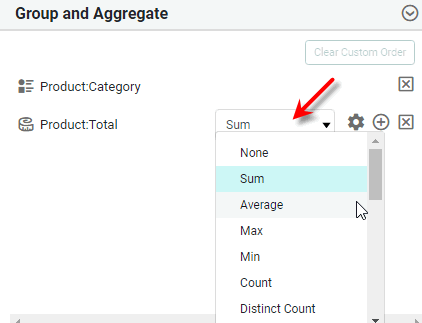 Group and Aggregate
Clear Custom Order
Product:Category
Product:Total
Sum
None
Sum
Average
Max
Min
Count
Distinct Count